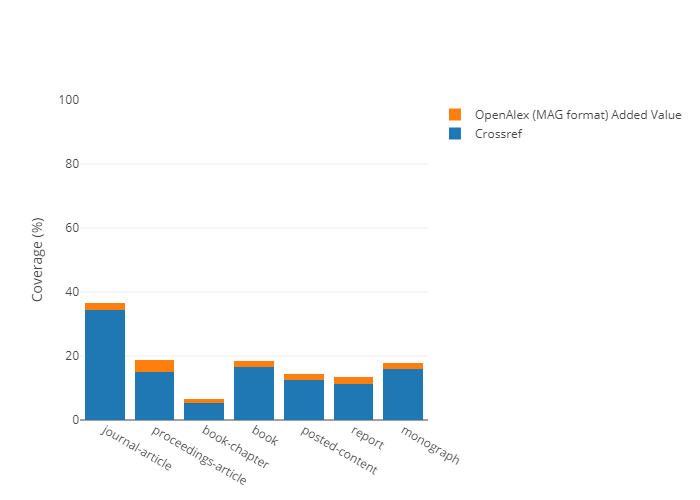 100
80
60
40
20
0
Coverage (%)
journal-article
proceedings-article
book-chapter
book
posted-content
report
monograph
OpenAlex (MAG format) Added Value
Crossref